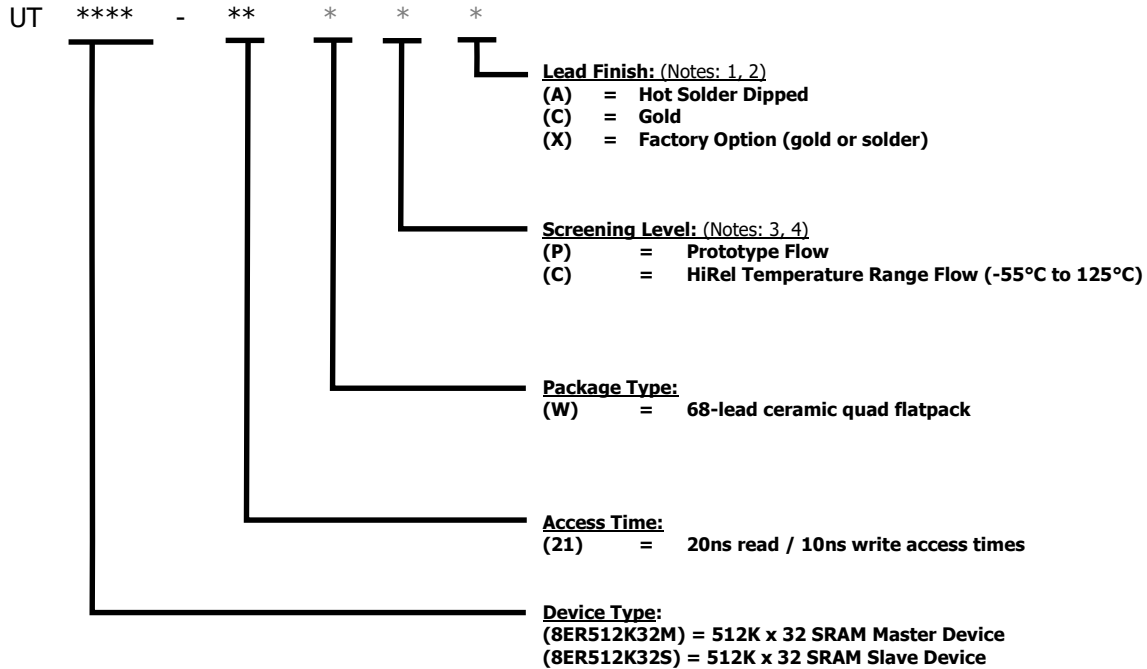 UT **** - ** * * *
Lead Finish: (Notes: 1, 2)
(A) = Hot Solder Dipped
(C) = Gold
(X) = Factory Option (gold or solder)
Screening Level: (Notes: 3, 4)
(P) = Prototype Flow
(C) = HiRel Temperature Range Flow (-55°C to 125°C)
Package Type:
(W) = 68-lead ceramic quad flatpack
Access Time:
(21) = 20ns read / 10ns write access times
Device Type:
(8ER512K32M) = 512K x 32 SRAM Master Device
(8ER512K32S) = 512K x 32 SRAM Slave Device